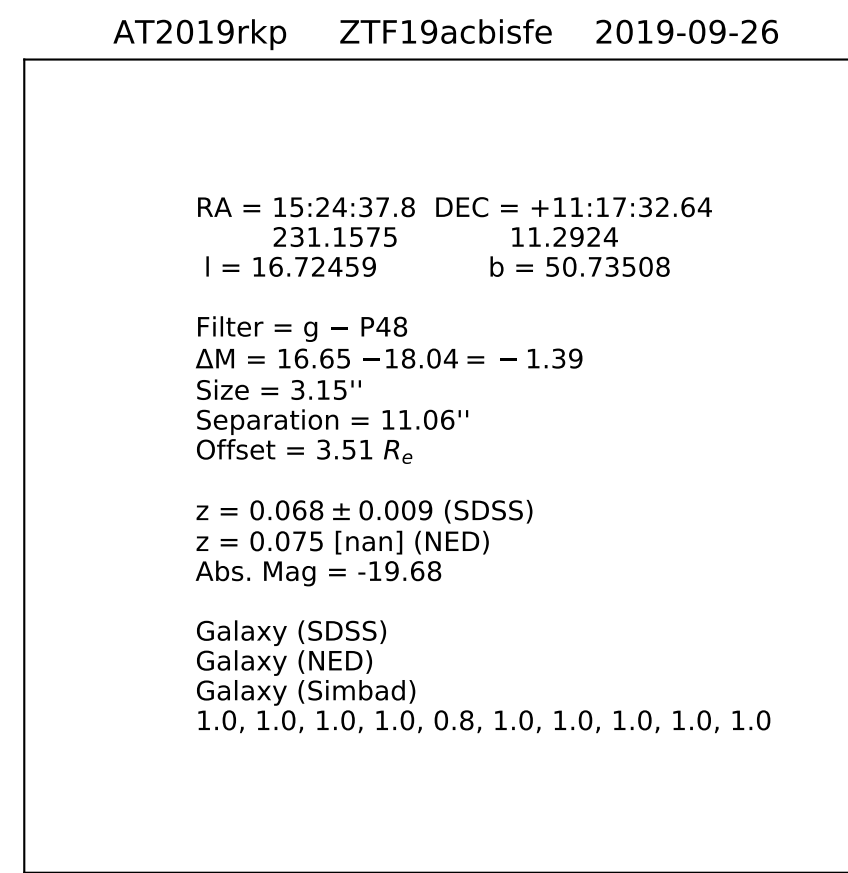 AT2019rkp ZTF19acbisfe 2019-09-26
RA = 15:24:37.8 DEC = +11:17:32.64
231.1575 11.2924
l = 16.72459 b = 50.73508
Filter = g − P48
ΔM = 16.65 −18.04 = − 1.39
Size = 3.15''
Separation = 11.06''
Offset = 3.51 Re
z = 0.068 ± 0.009 (SDSS)
z = 0.075 [nan] (NED)
Abs. Mag = -19.68
Galaxy (SDSS)
Galaxy (NED)
Galaxy (Simbad)
1.0, 1.0, 1.0, 1.0, 0.8, 1.0, 1.0, 1.0, 1.0, 1.0